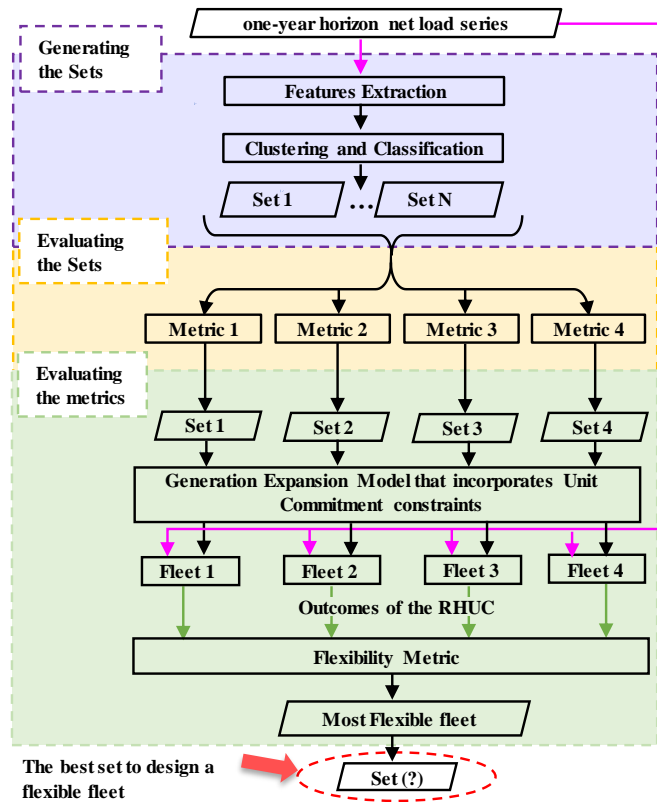 one-year horizon net load series
Generating
the Sets
Features Extraction
Clustering and Classification
Set 1
...
Set N
Evaluating
the Sets
Metric 1
Metric 2
Metric 3
Metric 4
Evaluating
the metrics
Set 1
Set 2
Set 3
Set 4
Generation Expansion Model that incorporates Unit
Commitment constraints
Fleet 1
Fleet 2
Fleet 3
Fleet 4
Outcomes of the RHUC
Flexibility Metric
Most Flexible fleet
The best set to design a
flexible fleet
Set (?)